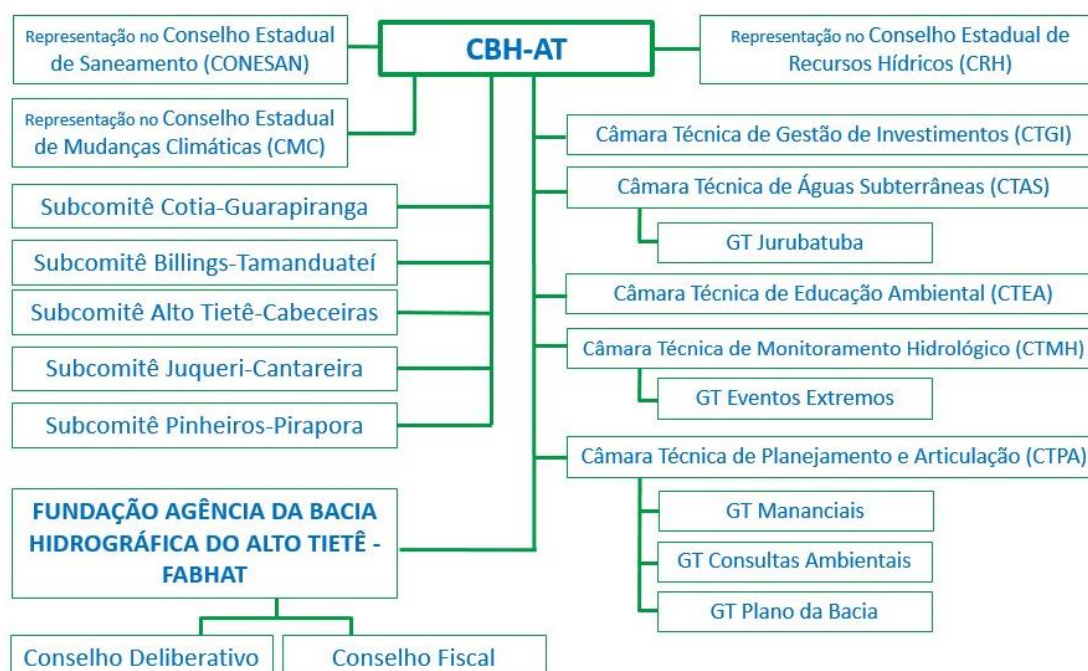 Representação no Conselho Estadual
de Saneamento (CONESAN)
CBH-AT
Representação no Conselho Estadual de
Recursos Hídricos (CRH)
Representação no Conselho Estadual
de Mudanças Climáticas (CMC)
Subcomitê Cotia-Guarapiranga
Subcomitê Billings-Tamanduateí
Subcomitê Alto Tietê-Cabeceiras
Subcomitê Juqueri-Cantareira
Subcomitê Pinheiros-Pirapora
FUNDAÇÃO AGÊNCIA DA BACIA
HIDROGRÁFICA DO ALTO TIETÊ -
FABHAT
Conselho Deliberativo
Conselho Fiscal
Câmara Técnica de Gestão de Investimentos (CTGI)
Câmara Técnica de Águas Subterrâneas (CTAS)
GT Jurubatuba
Câmara Técnica de Educação Ambiental (CTEA)
Câmara Técnica de Monitoramento Hidrológico (CTMH)
GT Eventos Extremos
Câmara Técnica de Planejamento e Articulação (CTPA)
GT Mananciais
GT Consultas Ambientais
GT Plano da Bacia